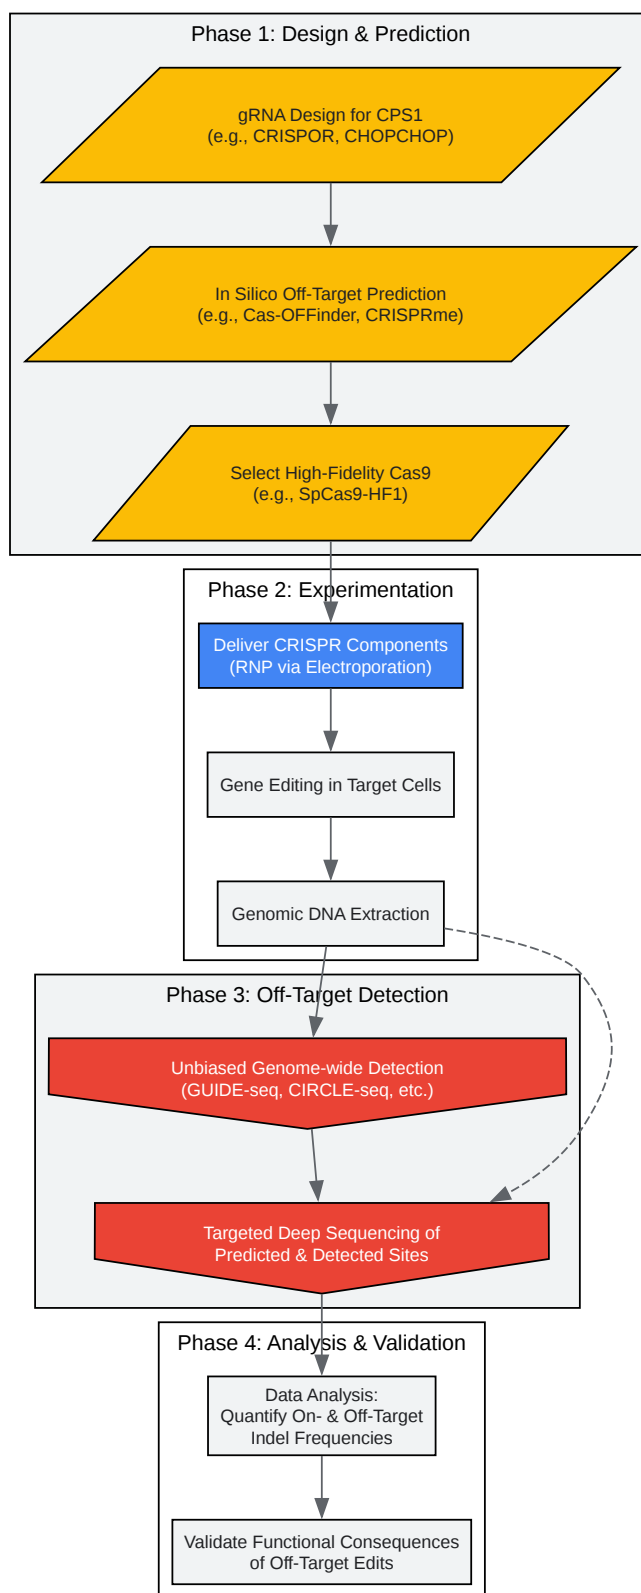 Phase 1: Design & Prediction
gRNA Design for CPS1
(e.g., CRISPOR, CHOPCHOP)
In Silico Off-Target Prediction
(e.g., Cas-OFFinder, CRISPRme)
Select High-Fidelity Cas9
(e.g., SpCas9-HF1)
Phase 2: Experimentation
Deliver CRISPR Components
(RNP via Electroporation)
Gene Editing in Target Cells
Genomic DNA Extraction
Phase 3: Off-Target Detection
Unbiased Genome-wide Detection
(GUIDE-seq, CIRCLE-seq, etc.)
Targeted Deep Sequencing of
Predicted & Detected Sites
Phase 4: Analysis & Validation
Data Analysis:
Quantify On- & Off-Target
Indel Frequencies
Validate Functional Consequences
of Off-Target Edits